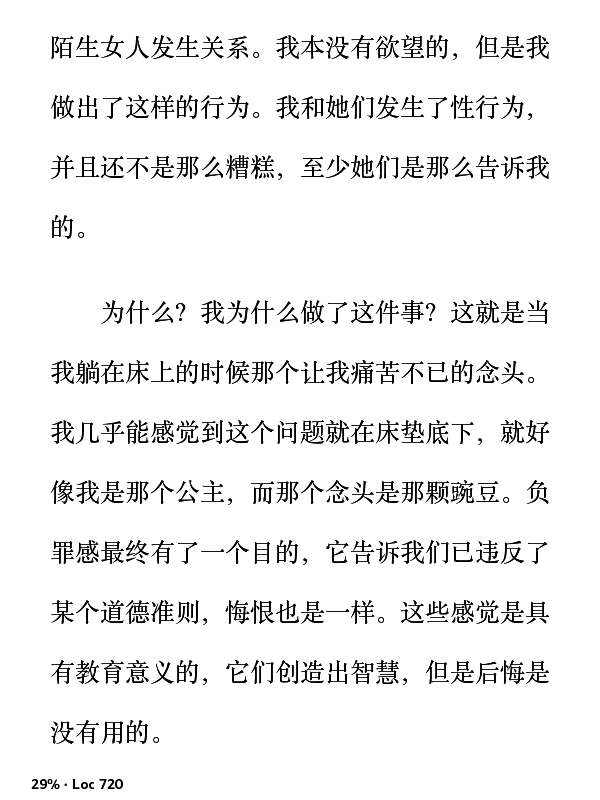 陌生女人发生关系。我本没有欲望的，但是我
做出了这样的行为。我和她们发生了性行为，
并且还不是那么糟糕，至少她们是那么告诉我
的。
为什么？我为什么做了这件事？这就是当
我躺在床上的时候那个让我痛苦不已的念头。
我几乎能感觉到这个问题就在床垫底下，就好
像我是那个公主，而那个念头是那颗豌豆。负
罪感最终有了一个目的，它告诉我们已违反了
某个道德准则，悔恨也是一样。这些感觉是具
有教育意义的，它们创造出智慧，但是后悔是
没有用的。
29% · Loc 720